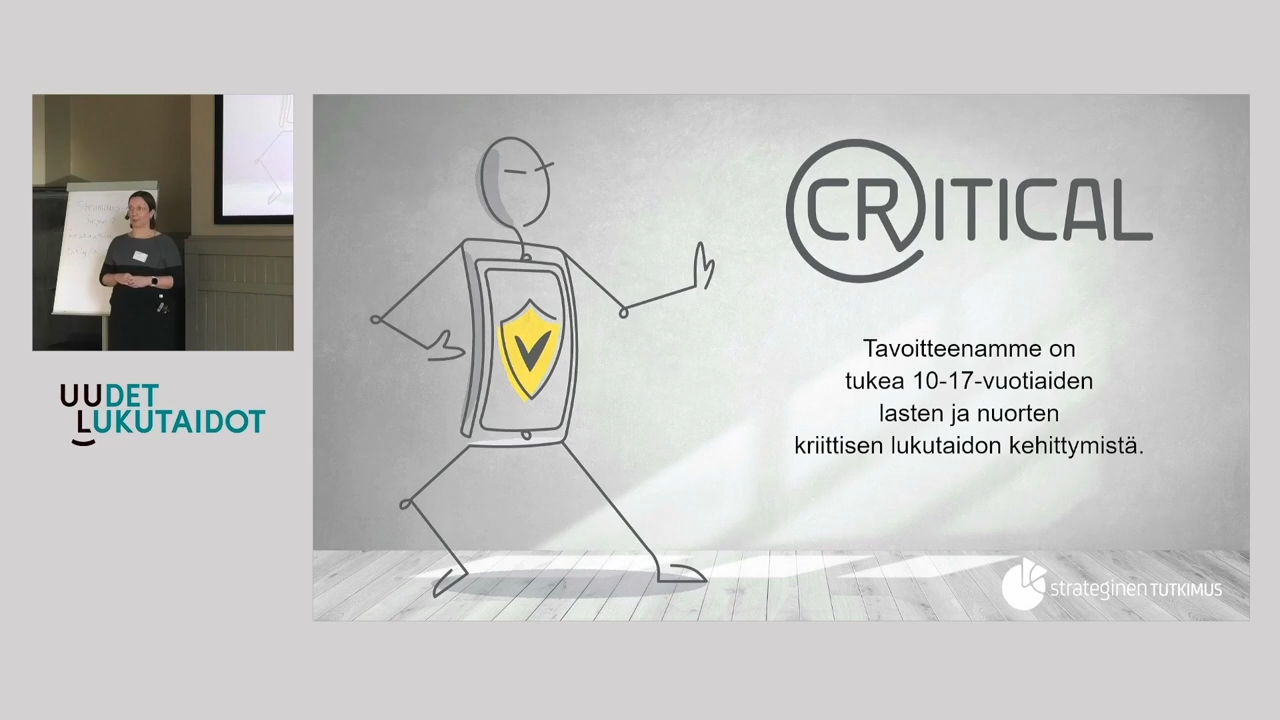 UUDET
LUKUTAIDOT
CRITICAL
Tavoitteenamme on
tukea 10-17-vuotiaiden
lasten ja nuorten
kriittisen lukutaidon kehittymistä.
strateginen TUTKIMUS